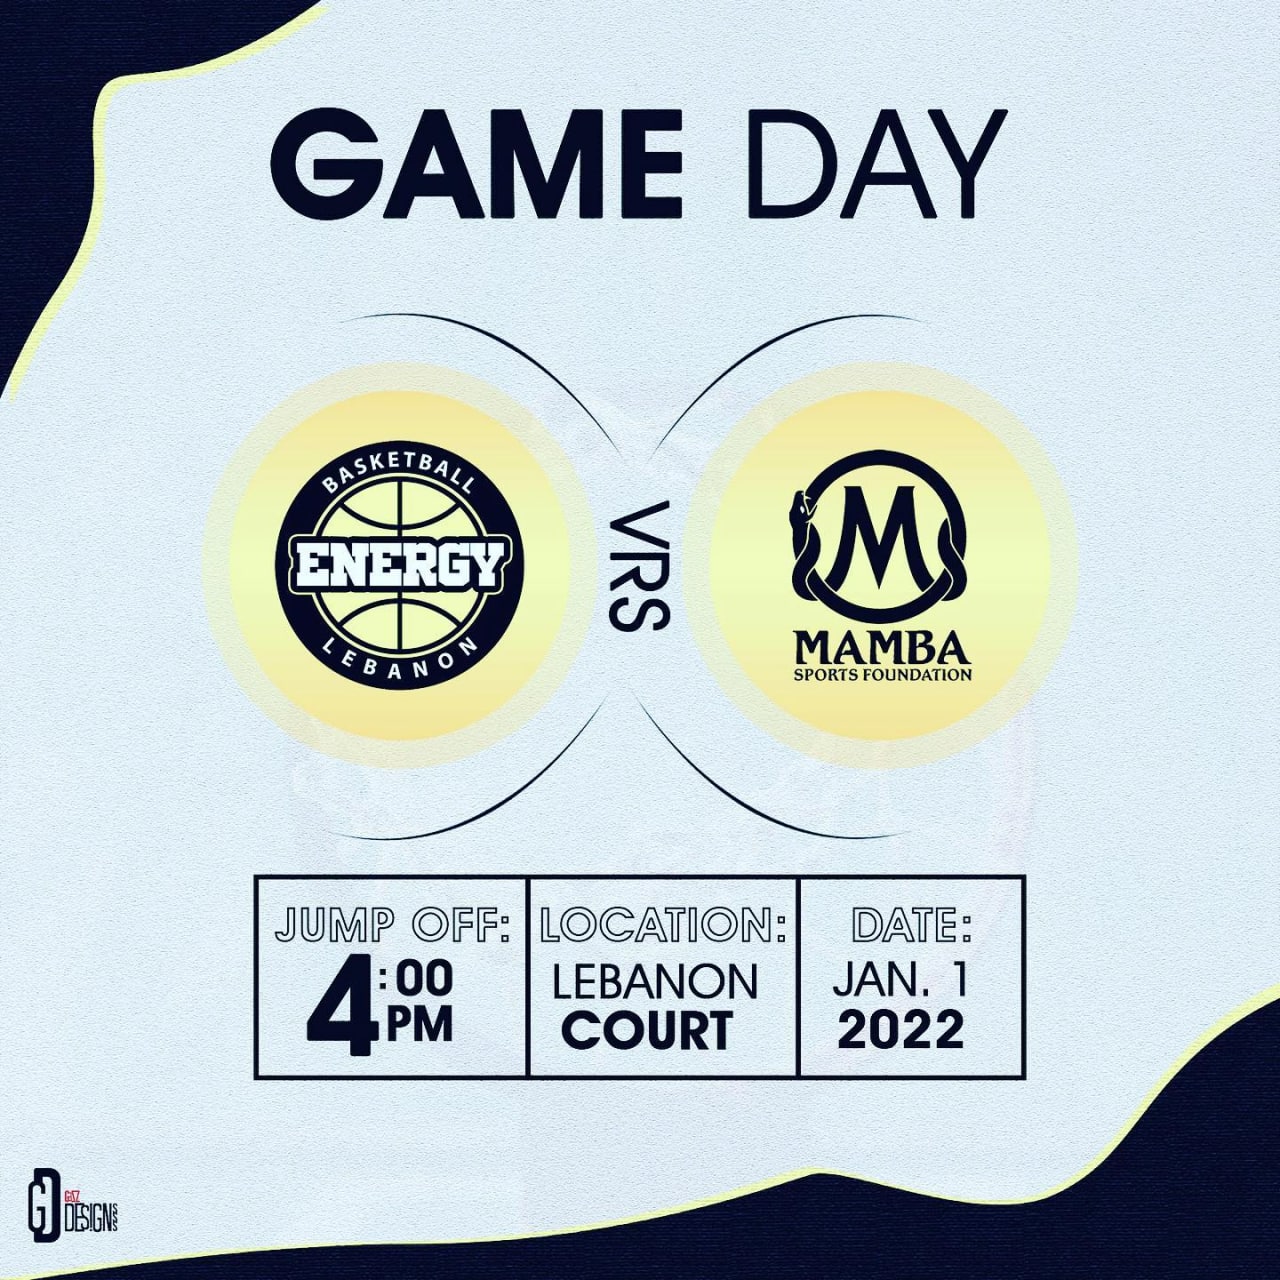 GAME DAY
BASKETBALL
ENERGY
LEBANON
VRS
M
MAMBA
SPORTS FOUNDATION
JUMP OFF:
4:00
PM
LOCATION:
LEBANON
COURT
DATE:
JAN. 1
2022
GD
DESIGNS